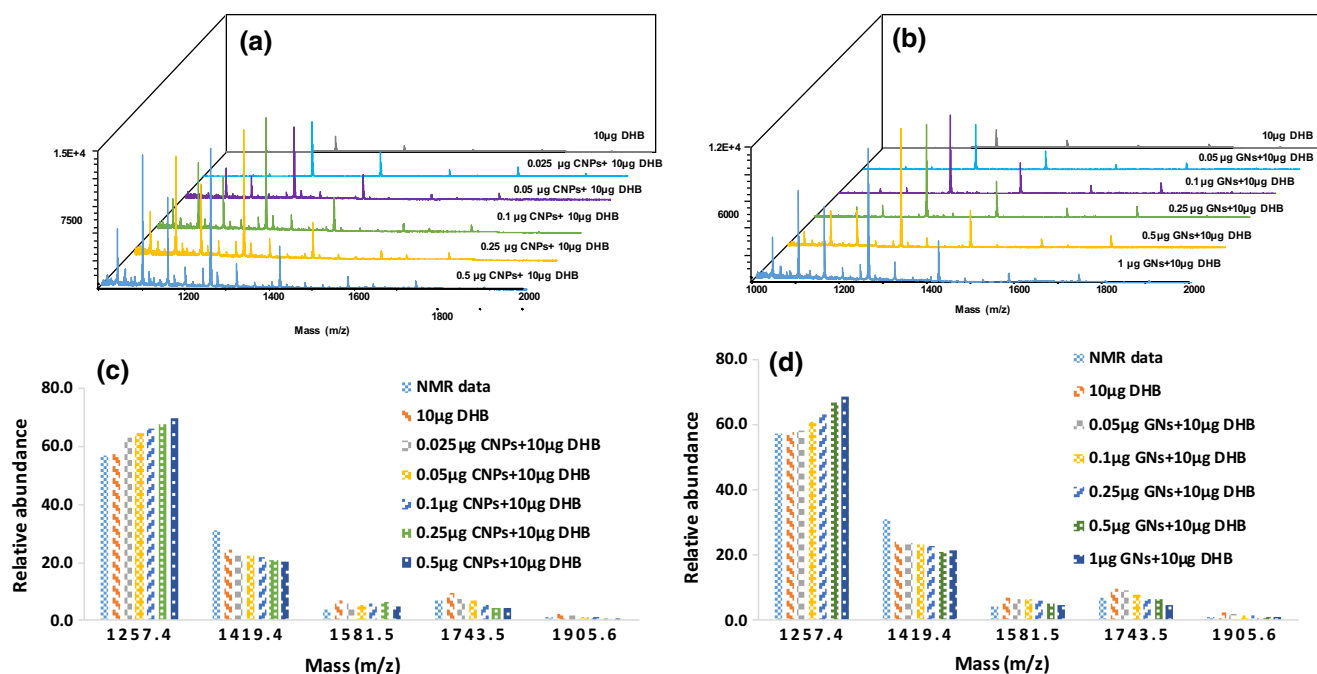 (a)
1.5E+4
7500
10µg DHB
0.025 µg CNPs+ 10µg DHB
0.05 µg CNPs+ 10µg DHB
0.1 µg CNPs+ 10µg DHB
0.25 µg CNPs+ 10µg DHB
0.5 µg CNPs+ 10µg DHB
1200
1400
1600
1800
2000
Mass (m/z)
(b)
1.2E+4
6000
10µg DHB
0.05 µg GNs+10µg DHB
0.1 µg GNs+10µg DHB
0.25 µg GNs+10µg DHB
0.5µg GNs+10µg DHB
1 µg GNs+10µg DHB
1000
1200
1400
1600
1800
2000
Mass (m/z)
(c)
Relative abundance
80.0
60.0
40.0
20.0
0.0
NMR data
10µg DHB
0.025µg CNPs+10µg DHB
0.05µg CNPs+10µg DHB
0.1µg CNPs+10µg DHB
0.25µg CNPs+10µg DHB
0.5µg CNPs+10µg DHB
1257.4 1419.4 1581.5 1743.5 1905.6
Mass (m/z)
(d)
Relative abundance
80.0
60.0
40.0
20.0
0.0
NMR data
10µg DHB
0.05µg GNs+10µg DHB
0.1µg GNs+10µg DHB
0.25µg GNs+10µg DHB
0.5µg GNs+10µg DHB
1µg GNs+10µg DHB
1257.4 1419.4 1581.5 1743.5 1905.6
Mass (m/z)